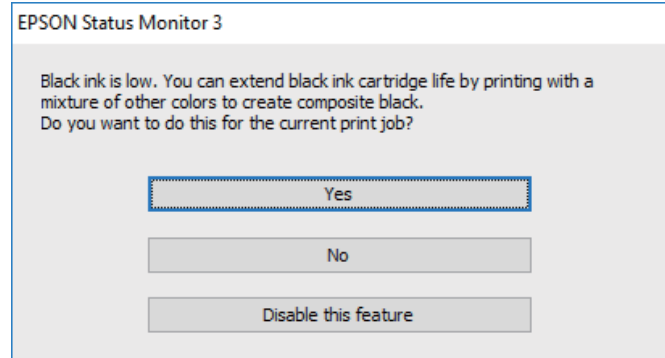 EPSON Status Monitor 3
Black ink is low. You can extend black ink cartridge life by printing with a
mixture of other colors to create composite black.
Do you want to do this for the current print job?
Yes
No
Disable this feature